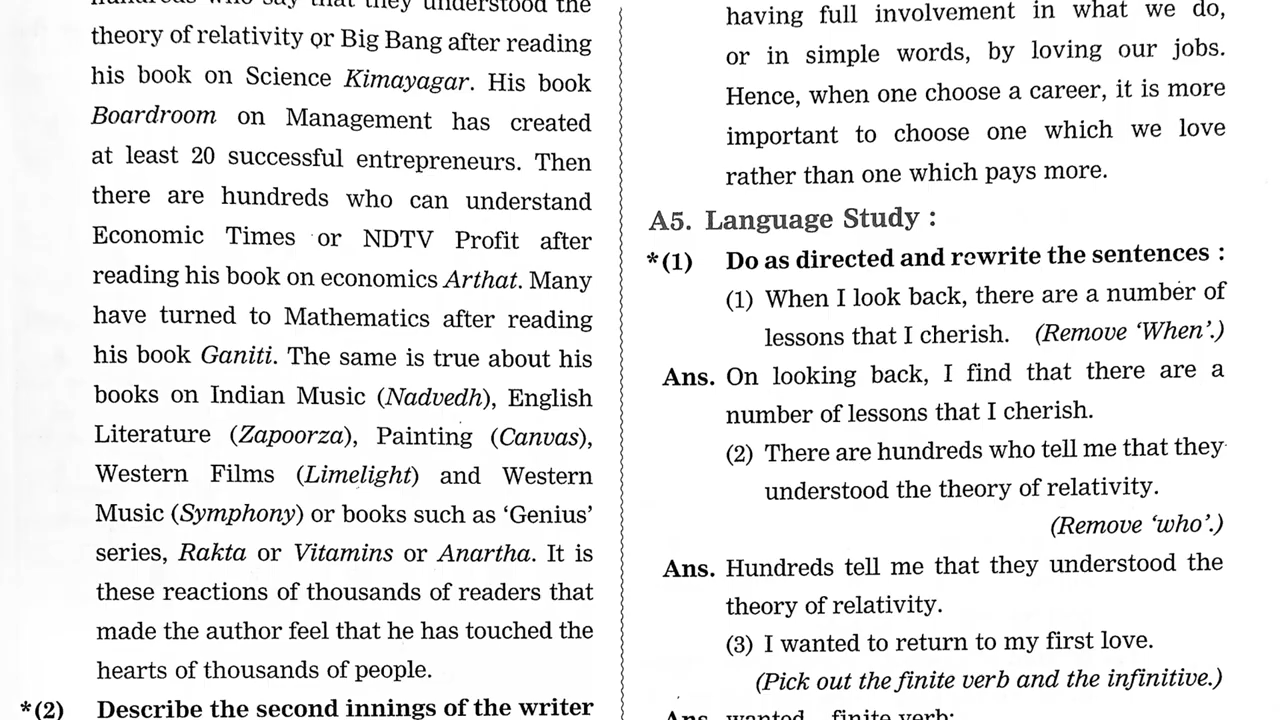 hundreds who say that they understood the
theory of relativity or Big Bang after reading
his book on Science Kimayagar. His book
Boardroom on Management has created
at least 20 successful entrepreneurs. Then
there are hundreds who can understand
Economic Times or NDTV Profit after
reading his book on economics Arthat. Many
have turned to Mathematics after reading
his book Ganiti. The same is true about his
books on Indian Music (Nadvedh), English
Literature (Zapoorza), Painting (Canvas),
Western Films (Limelight) and Western
Music (Symphony) or books such as ‘Genius’
series, Rakta or Vitamins or Anartha. It is
these reactions of thousands of readers that
made the author feel that he has touched the
hearts of thousands of people.
*(2) Describe the second innings of the writer
having full involvement in what we do,
or in simple words, by loving our jobs.
Hence, when one choose a career, it is more
important to choose one which we love
rather than one which pays more.
A5. Language Study :
*(1) Do as directed and rewrite the sentences :
(1) When I look back, there are a number of
lessons that I cherish. (Remove ‘When’.)
Ans. On looking back, I find that there are a
number of lessons that I cherish.
(2) There are hundreds who tell me that they
understood the theory of relativity.
(Remove ‘who’.)
Ans. Hundreds tell me that they understood the
theory of relativity.
(3) I wanted to return to my first love.
(Pick out the finite verb and the infinitive.)
Ans. wanted – finite verb;